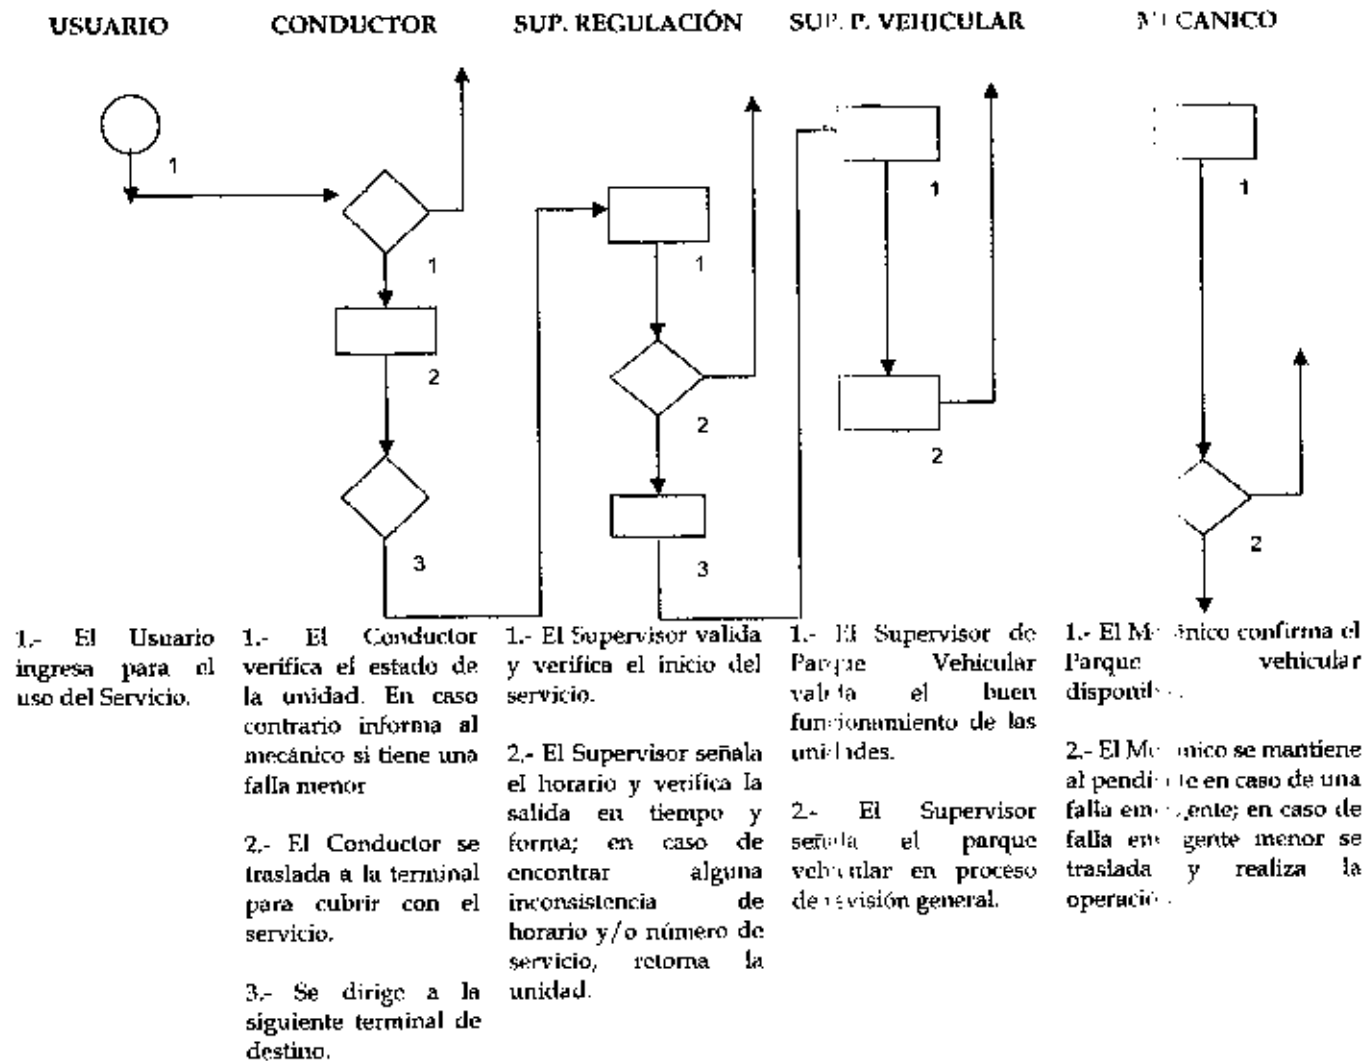 USUARIO
CONDUCTOR
SUP. REGULACIÓN
SUP. P. VEHICULAR
CANICO
1
1
2
3
1
2
3
1
2
1
2
1.- El Usuario
ingresa para el
uso del Servicio.
1.- El Conductor
verifica el estado de
la unidad. En caso
contrario informa al
mecánico si tiene una
falla menor
2.- El Conductor se
traslada a la terminal
para cubrir con el
servicio.
3.- Se dirige a la
siguiente terminal de
destino.
1.- El Supervisor valida
y verifica el inicio del
servicio.
2.- El Supervisor señala
el horario y verifica la
salida en tiempo y
forma; en caso de
encontrar alguna
inconsistencia de
horario y/o número de
servicio, retorna la
unidad.
1.- El Supervisor de
Parque Vehicular
valida el buen
funcionamiento de las
unidades.
2.- El Supervisor
señala el parque
vehicular en proceso
de revisión general.
1.- El confirma el
Parque vehicular
2.- El se mantiene
al en caso de una
falla en caso de
falla menor se
traslada y realiza la